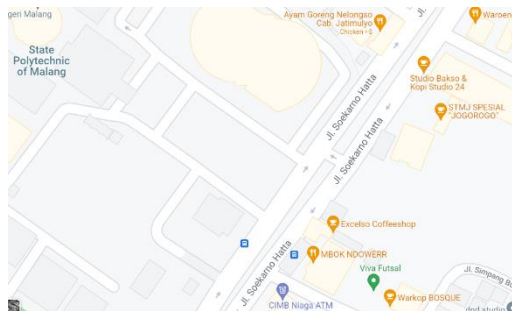 geri Malang
State
Polytechnic
of Malang
Ayam Goreng Nelongso
Cab. Jatimulyo
Chicken
Jl. Soekarno Hatta
Waroen
Studio Bakso &
Kopi Studio 24
STMJ SPESIAL
"JOGOROGO"
Jl. Soekarno Hatta
Jl. Soekarno Hatta
Excelso Coffeeshop
Jl. Soekarno Hatta
MBOK NDOWERR
Viva Futsal
Jl. Simpang B
CIMB Niaga ATM
Warkop BOSQUE